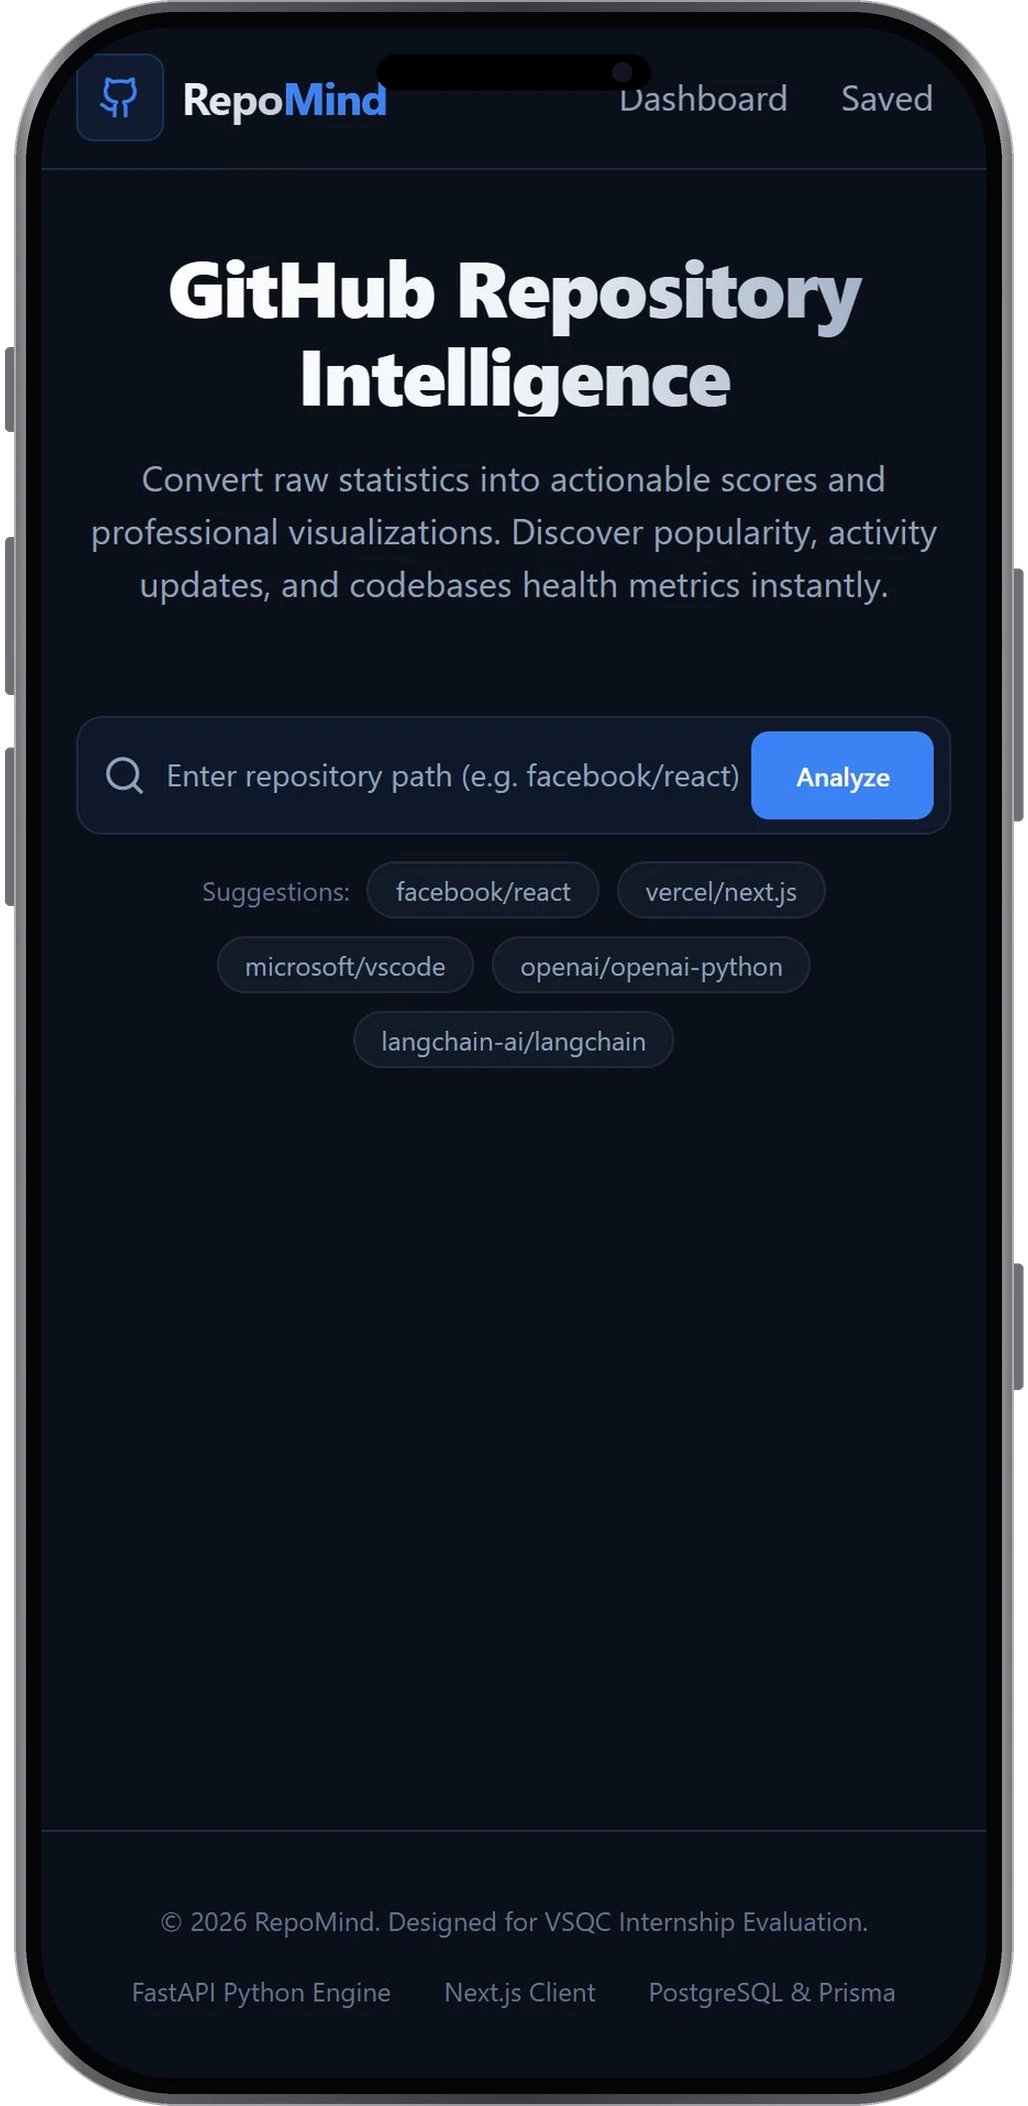 RepoMind Dashboard Saved
GitHub Repository
Intelligence
Convert raw statistics into actionable scores and
professional visualizations. Discover popularity, activity
updates, and codebases health metrics instantly.
Enter repository path (e.g. facebook/react) Analyze
Suggestions: facebook/react vercel/next.js
microsoft/vscode openai/openai-python
langchain-ai/langchain
© 2026 RepoMind. Designed for VSQC Internship Evaluation.
FastAPI Python Engine Next.js Client PostgreSQL & Prisma